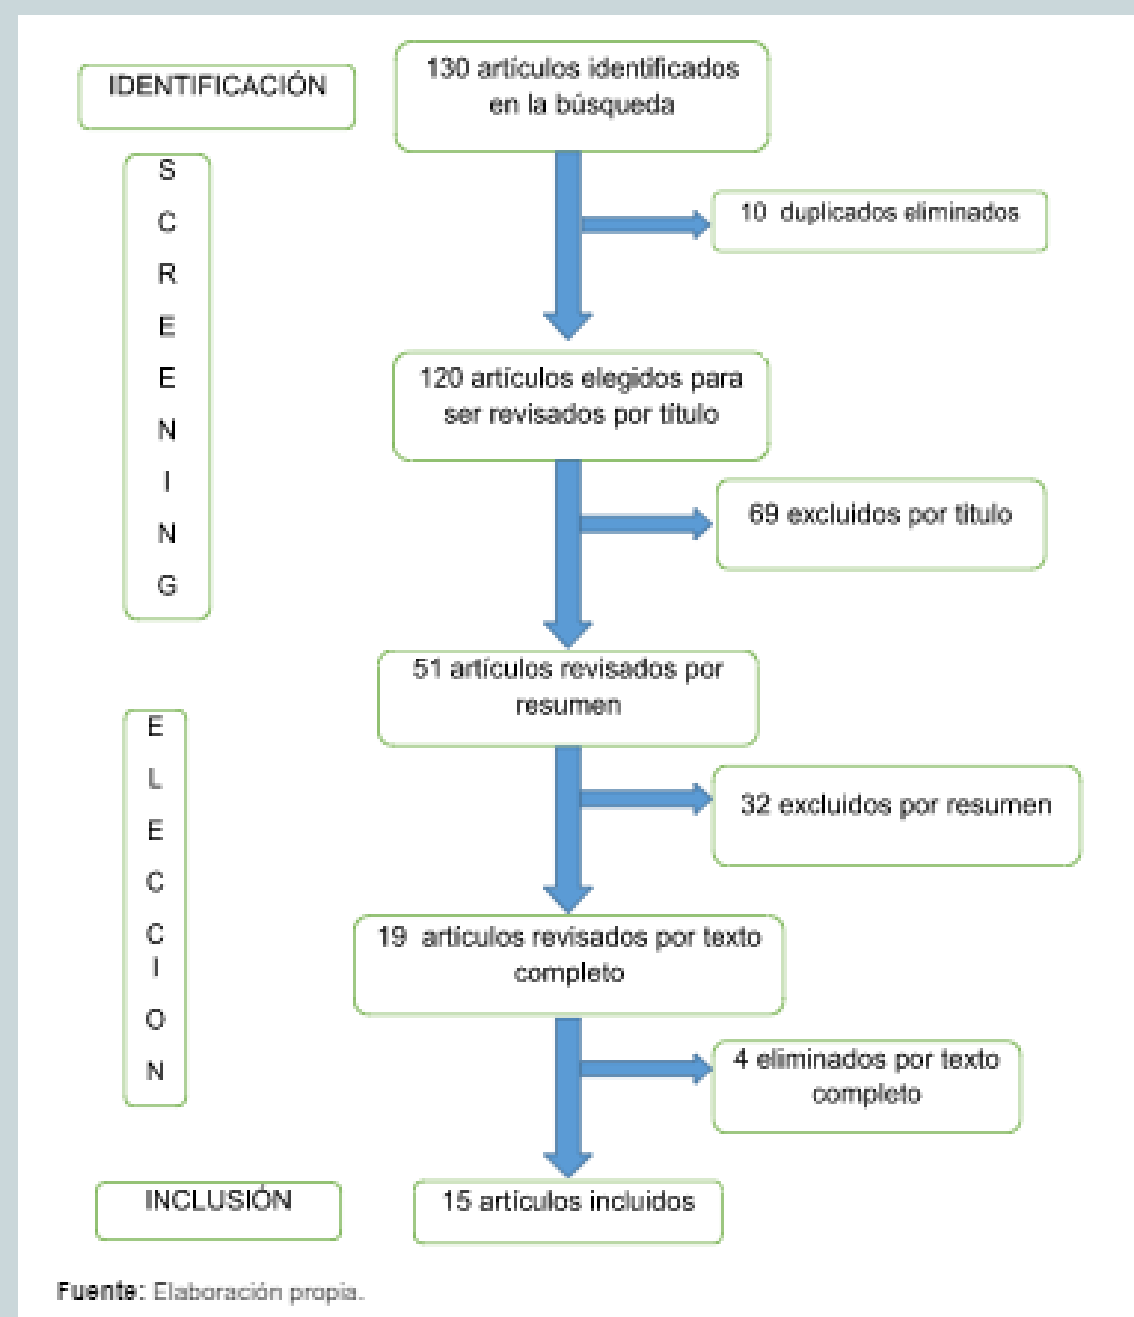 IDENTIFICACIÓN
130 artículos identificados
en la búsqueda
S
C
R
E
E
N
I
N
G
10 duplicados eliminados
120 artículos elegidos para
ser revisados por título
69 excluidos por título
51 artículos revisados por
resumen
E
L
E
C
C
I
O
N
32 excluidos por resumen
19 artículos revisados por texto
completo
4 eliminados por texto
completo
INCLUSIÓN
15 artículos incluidos
Fuente: Elaboración propia.